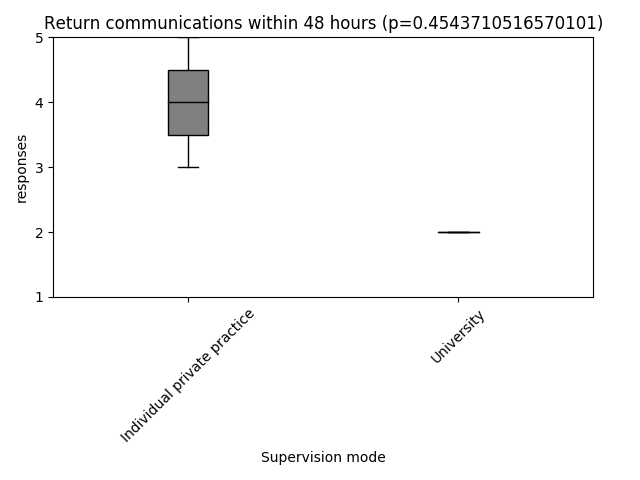 Return communications within 48 hours (p=0.4543710516570101)
5
4
3
2
1
responses
Individual private practice
University
Supervision mode